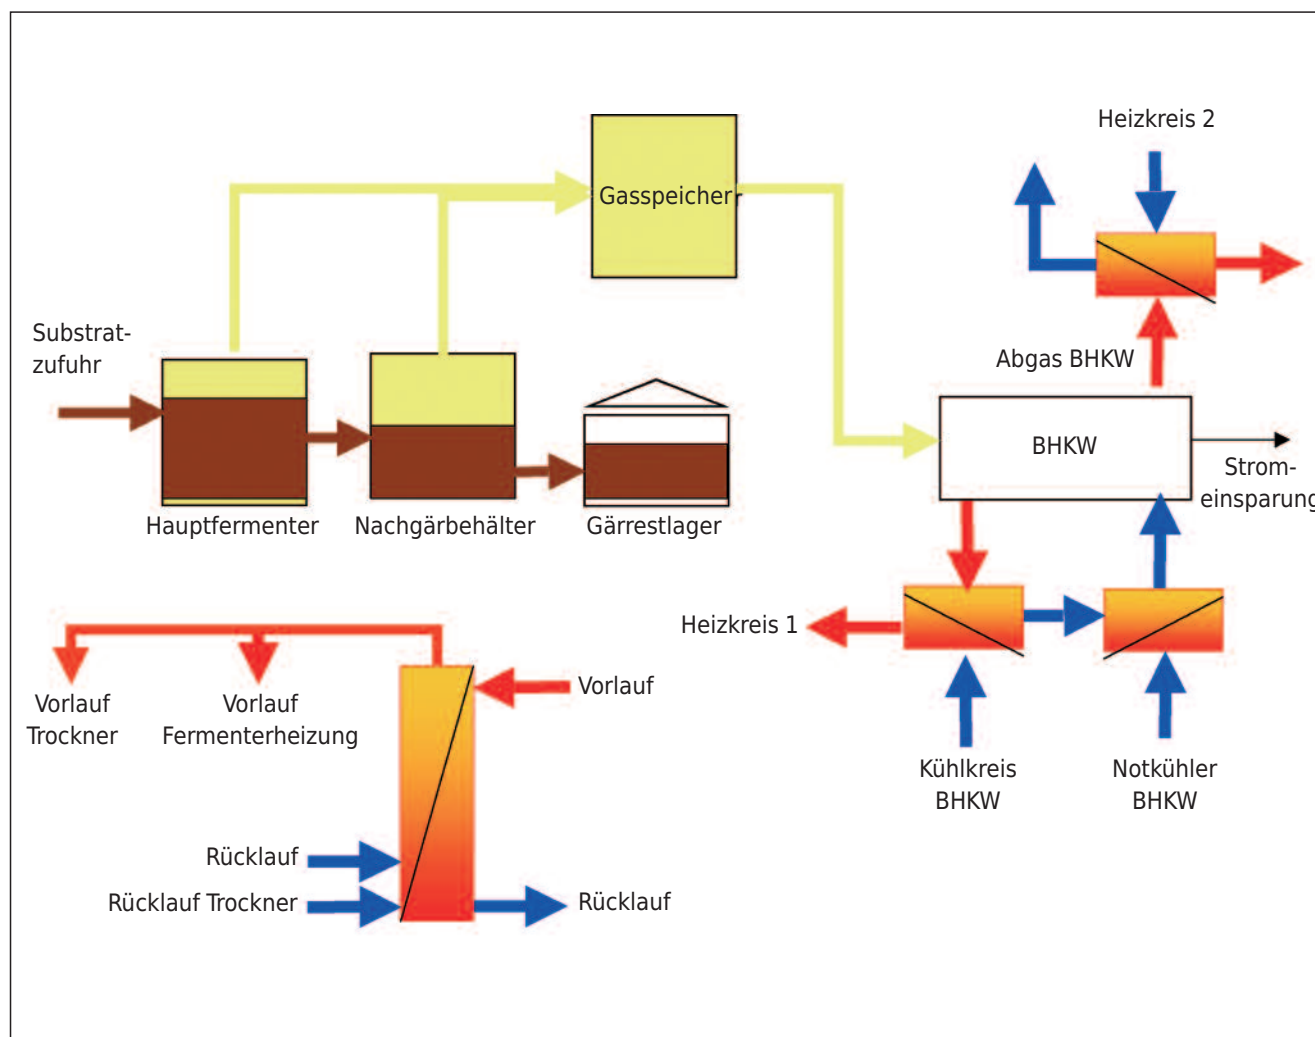 Heizkreis 2
Gasspeicher
Substrat-
zufuhr
Abgas BHKW
BHKW
Strom-
einsparung
Hauptfermenter
Nachgärbehälter
Gärrestlager
Heizkreis 1
Vorlauf
Vorlauf
Trockner
Vorlauf
Fermenterheizung
Kühlkreis
BHKW
Notkühler
BHKW
Rücklauf
Rücklauf Trockner
Rücklauf